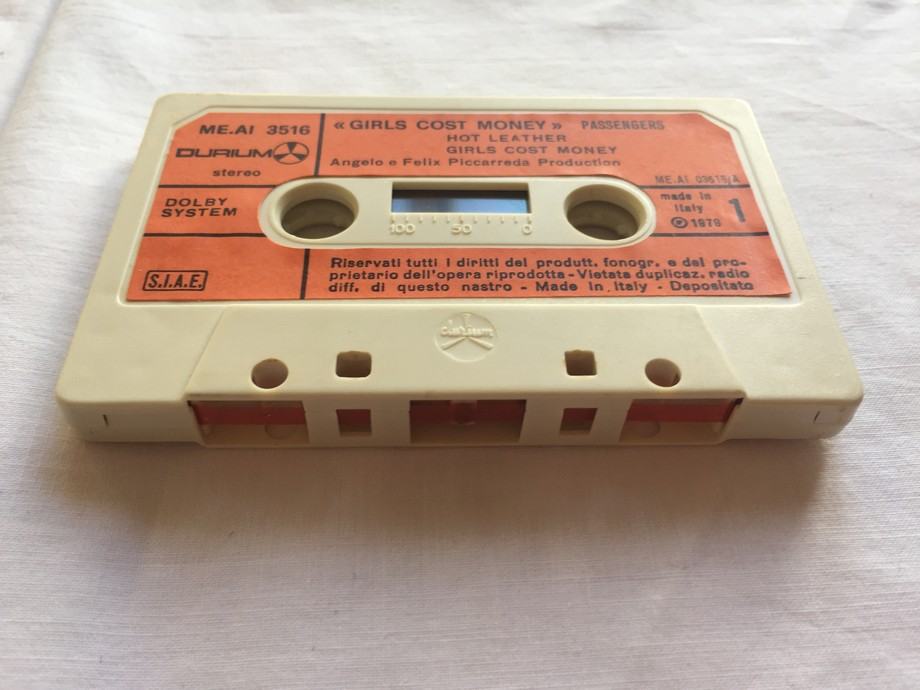 ME.AI 3516
DURIUM
stereo
DOLBY
SYSTEM
S.I.A.E.
«GIRLS COST MONEY» PASSENGERS
HOT LEATHER
GIRLS COST MONEY
Angelo e Felix Piccarreda Production
ME.AI 03516/A
made in
Italy
℗ 1979
1
100 50 0
Riservati tutti i diritti del produtt. fonogr. e del pro-
prietario dell'opera riprodotta - Vietata duplicaz. radio
diff. di questo nastro - Made in Italy - Depositato
durium